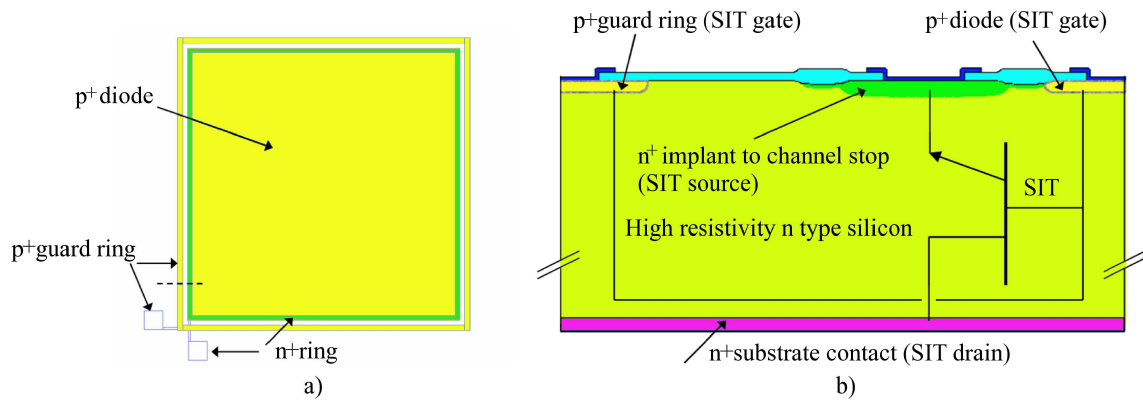 p+ diode
p+guard ring
n+ring
a)
p+guard ring (SIT gate)
p+diode (SIT gate)
n+ implant to channel stop
(SIT source)
SIT
High resistivity n type silicon
n+substrate contact (SIT drain)
b)